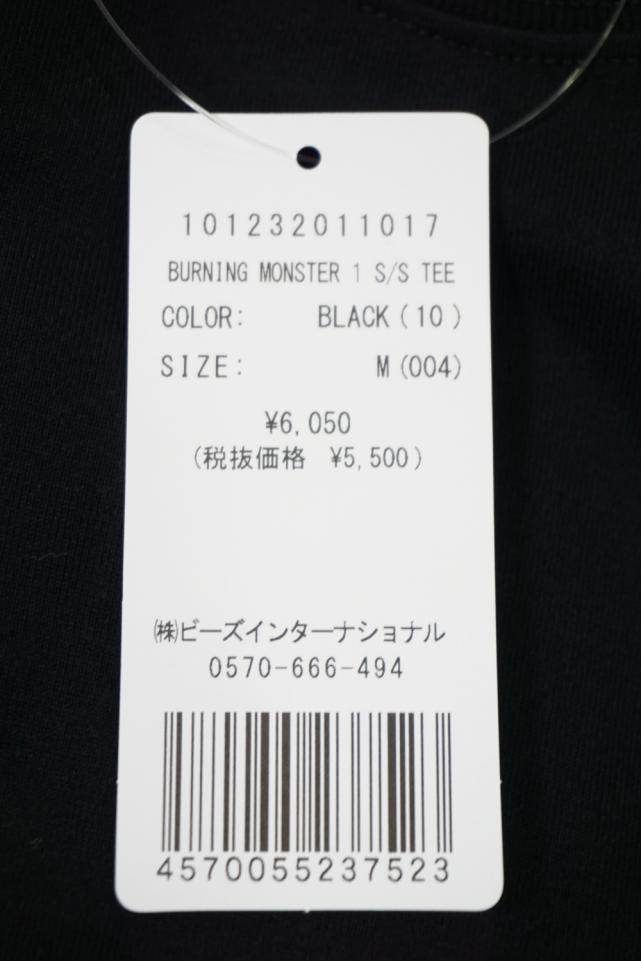 101232011017
BURNING MONSTER 1 S/S TEE
COLOR: BLACK(10)
SIZE: M(004)
¥6,050
(税抜価格 ¥5,500)
㈱ビーズインターナショナル
0570-666-494
4570055237523